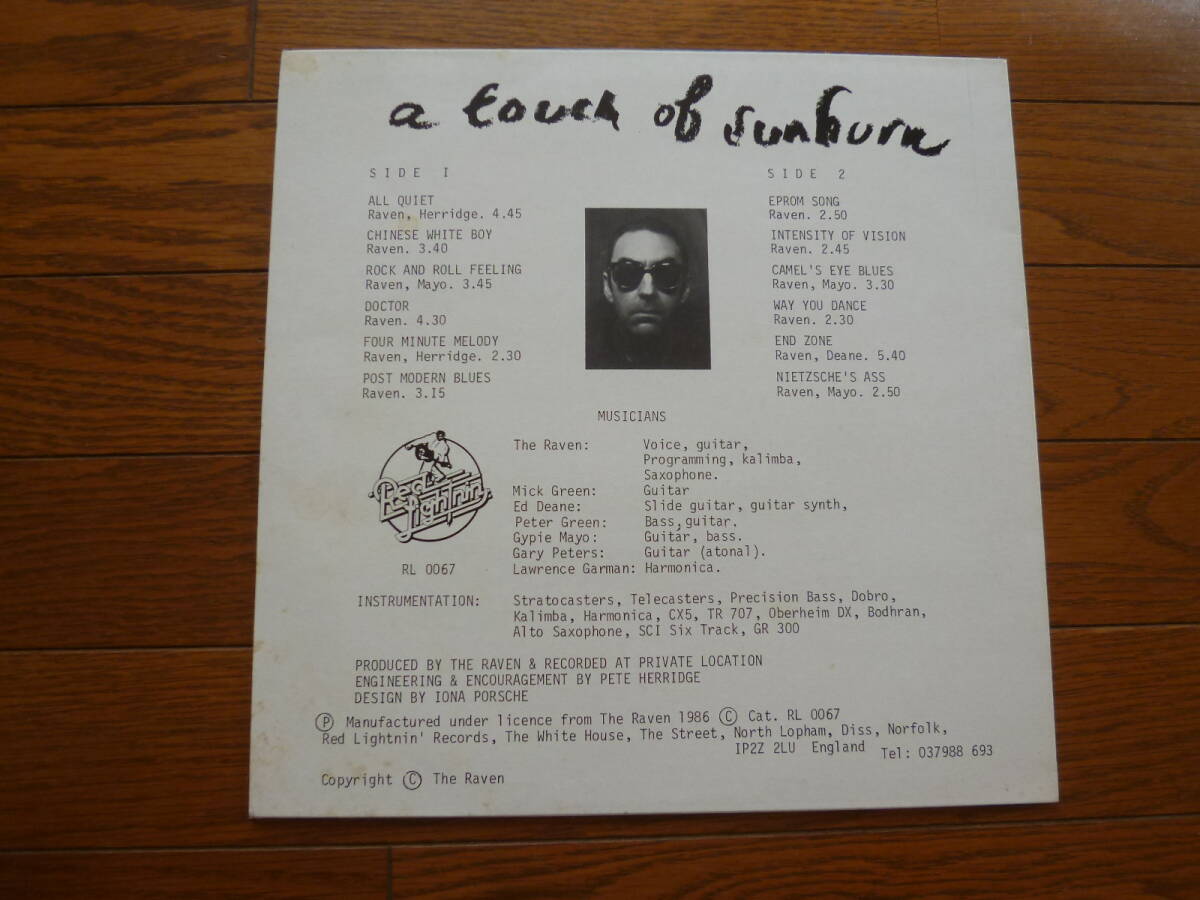 a touch of sunburn
SIDE I
ALL QUIET
Raven, Herridge. 4.45
CHINESE WHITE BOY
Raven. 3.40
ROCK AND ROLL FEELING
Raven, Mayo. 3.45
DOCTOR
Raven. 4.30
FOUR MINUTE MELODY
Raven, Herridge. 2.30
POST MODERN BLUES
Raven. 3.I5
SIDE 2
EPROM SONG
Raven. 2.50
INTENSITY OF VISION
Raven. 2.45
CAMEL'S EYE BLUES
Raven, Mayo. 3.30
WAY YOU DANCE
Raven. 2.30
END ZONE
Raven, Deane. 5.40
NIETZSCHE'S ASS
Raven, Mayo. 2.50
MUSICIANS
The Raven: Voice, guitar,
Programming, kalimba,
Saxophone.
Mick Green: Guitar
Ed Deane: Slide guitar, guitar synth,
Peter Green: Bass, guitar.
Gypie Mayo: Guitar, bass.
Gary Peters: Guitar (atonal).
Lawrence Garman: Harmonica.
Red Lightnin'
RL 0067
INSTRUMENTATION: Stratocasters, Telecasters, Precision Bass, Dobro,
Kalimba, Harmonica, CX5, TR 707, Oberheim DX, Bodhran,
Alto Saxophone, SCI Six Track, GR 300
PRODUCED BY THE RAVEN & RECORDED AT PRIVATE LOCATION
ENGINEERING & ENCOURAGEMENT BY PETE HERRIDGE
DESIGN BY IONA PORSCHE
Ⓟ Manufactured under licence from The Raven 1986 Ⓒ Cat. RL 0067
Red Lightnin' Records, The White House, The Street, North Lopham, Diss, Norfolk,
IP2Z 2LU England Tel: 037988 693
Copyright Ⓒ The Raven